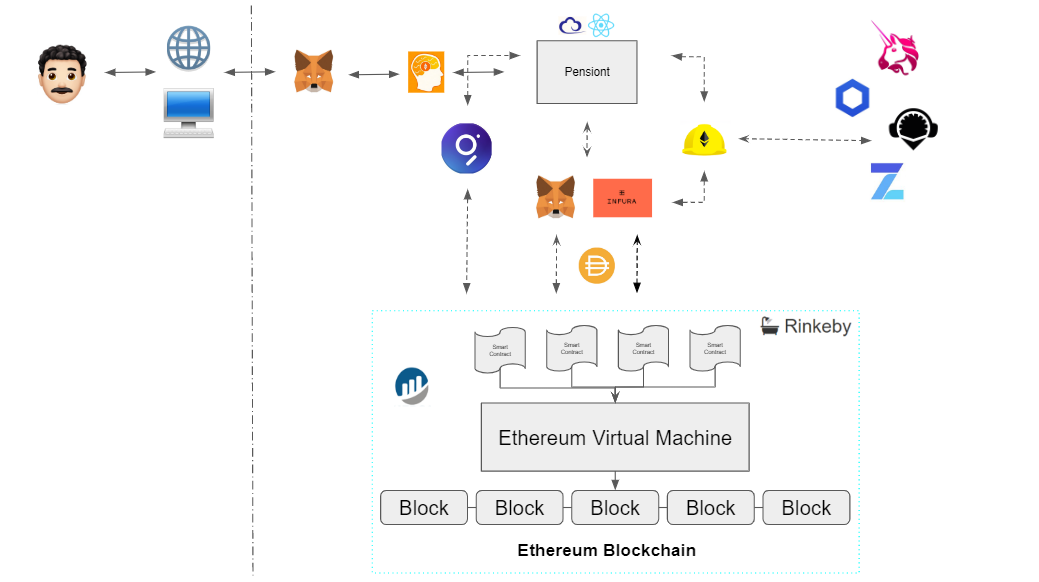 Pensiont
INFURA
Rinkeby
Smart
Contract
Smart
Contract
Smart
Contract
Smart
Contract
Ethereum Virtual Machine
Block
Block
Block
Block
Block
Ethereum Blockchain